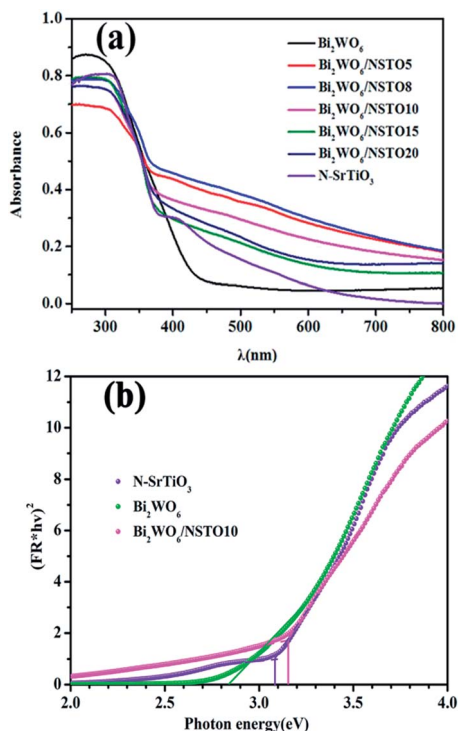 (a)
Bi₂WO₆
Bi₂WO₆/NSTO5
Bi₂WO₆/NSTO8
Bi₂WO₆/NSTO10
Bi₂WO₆/NSTO15
Bi₂WO₆/NSTO20
N-SrTiO₃
Absorbance
1.0
0.8
0.6
0.4
0.2
0.0
300 400 500 600 700 800
λ(nm)
(b)
N-SrTiO₃
Bi₂WO₆
Bi₂WO₆/NSTO10
(FR*hv)²
12
10
8
6
4
2
0
2.0 2.5 3.0 3.5 4.0
Photon energy(eV)